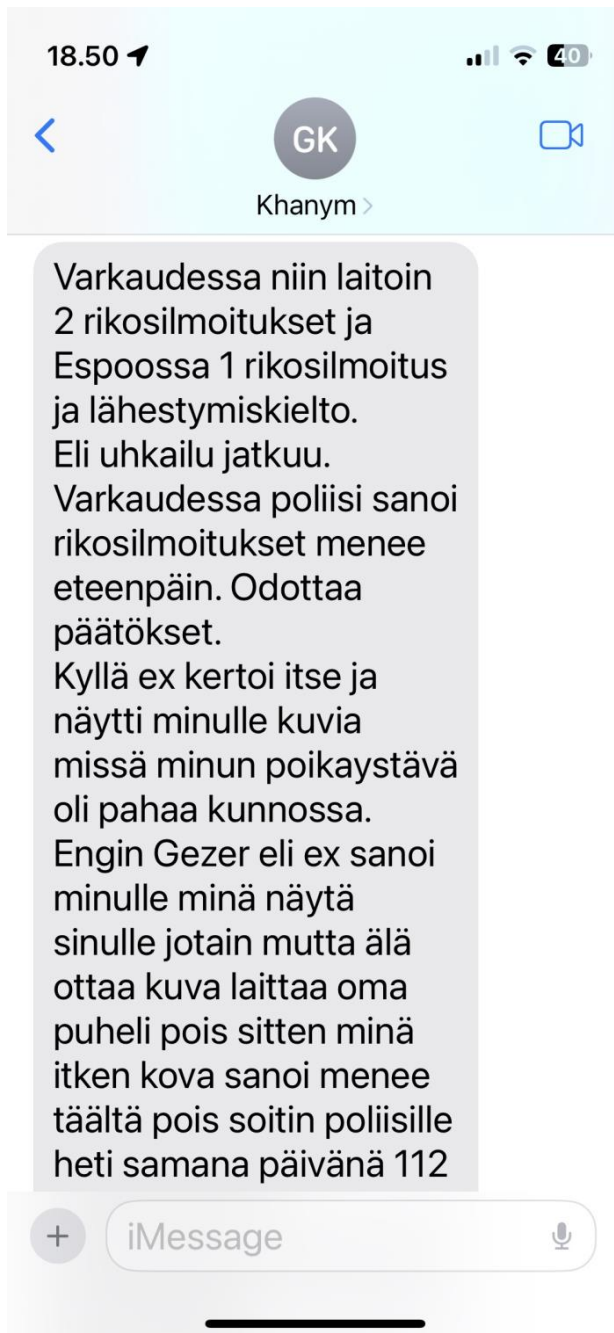 18.50
40
GK
Khanym
Varkaudessa niin laitoin
2 rikosilmoitukset ja
Espoossa 1 rikosilmoitus
ja lähestymiskielto.
Eli uhkailu jatkuu.
Varkaudessa poliisi sanoi
rikosilmoitukset menee
eteenpäin. Odottaa
päätökset.
Kyllä ex kertoi itse ja
näytti minulle kuvia
missä minun poikaystävä
oli pahaa kunnossa.
Engin Gezer eli ex sanoi
minulle minä näytä
sinulle jotain mutta älä
ottaa kuva laittaa oma
puheli pois sitten minä
itken kova sanoi menee
täältä pois soitin poliisille
heti samana päivänä 112
iMessage